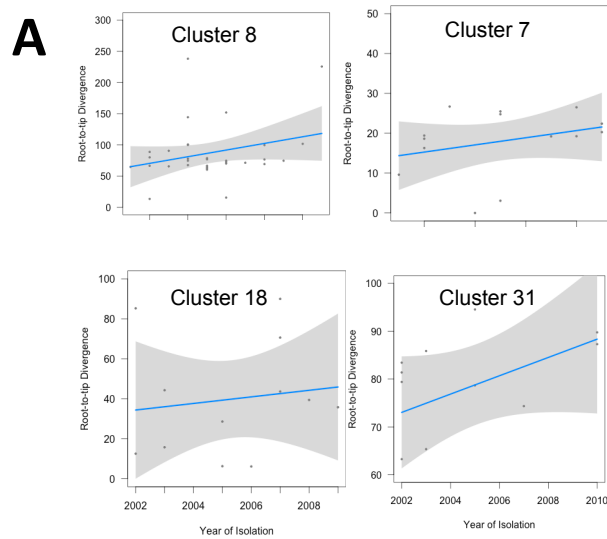 A
Cluster 8
Root-to-tip Divergence
300
250
200
150
100
50
0
Cluster 7
Root-to-tip Divergence
50
40
30
20
10
0
Cluster 18
Root-to-tip Divergence
100
80
60
40
20
0
2002 2004 2006 2008
Year of Isolation
Cluster 31
Root-to-tip Divergence
100
90
80
70
60
2002 2004 2006 2008 2010
Year of Isolation